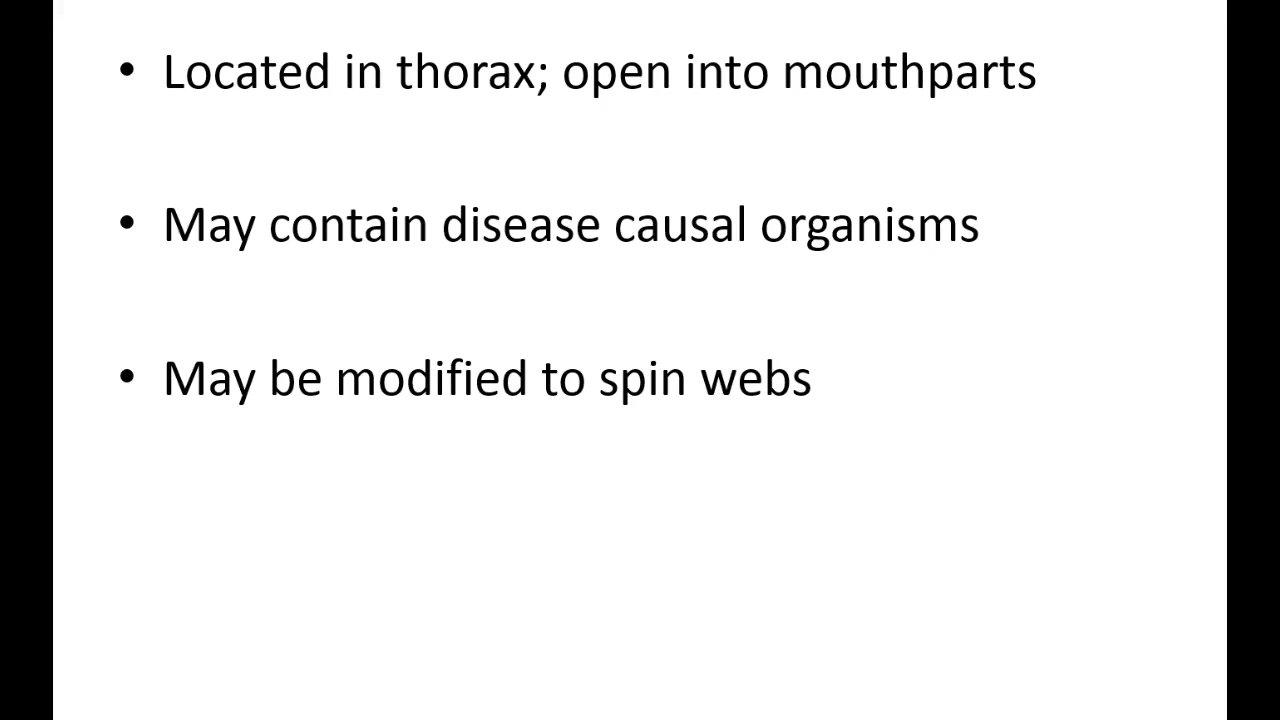 • Located in thorax; open into mouthparts
• May contain disease causal organisms
• May be modified to spin webs